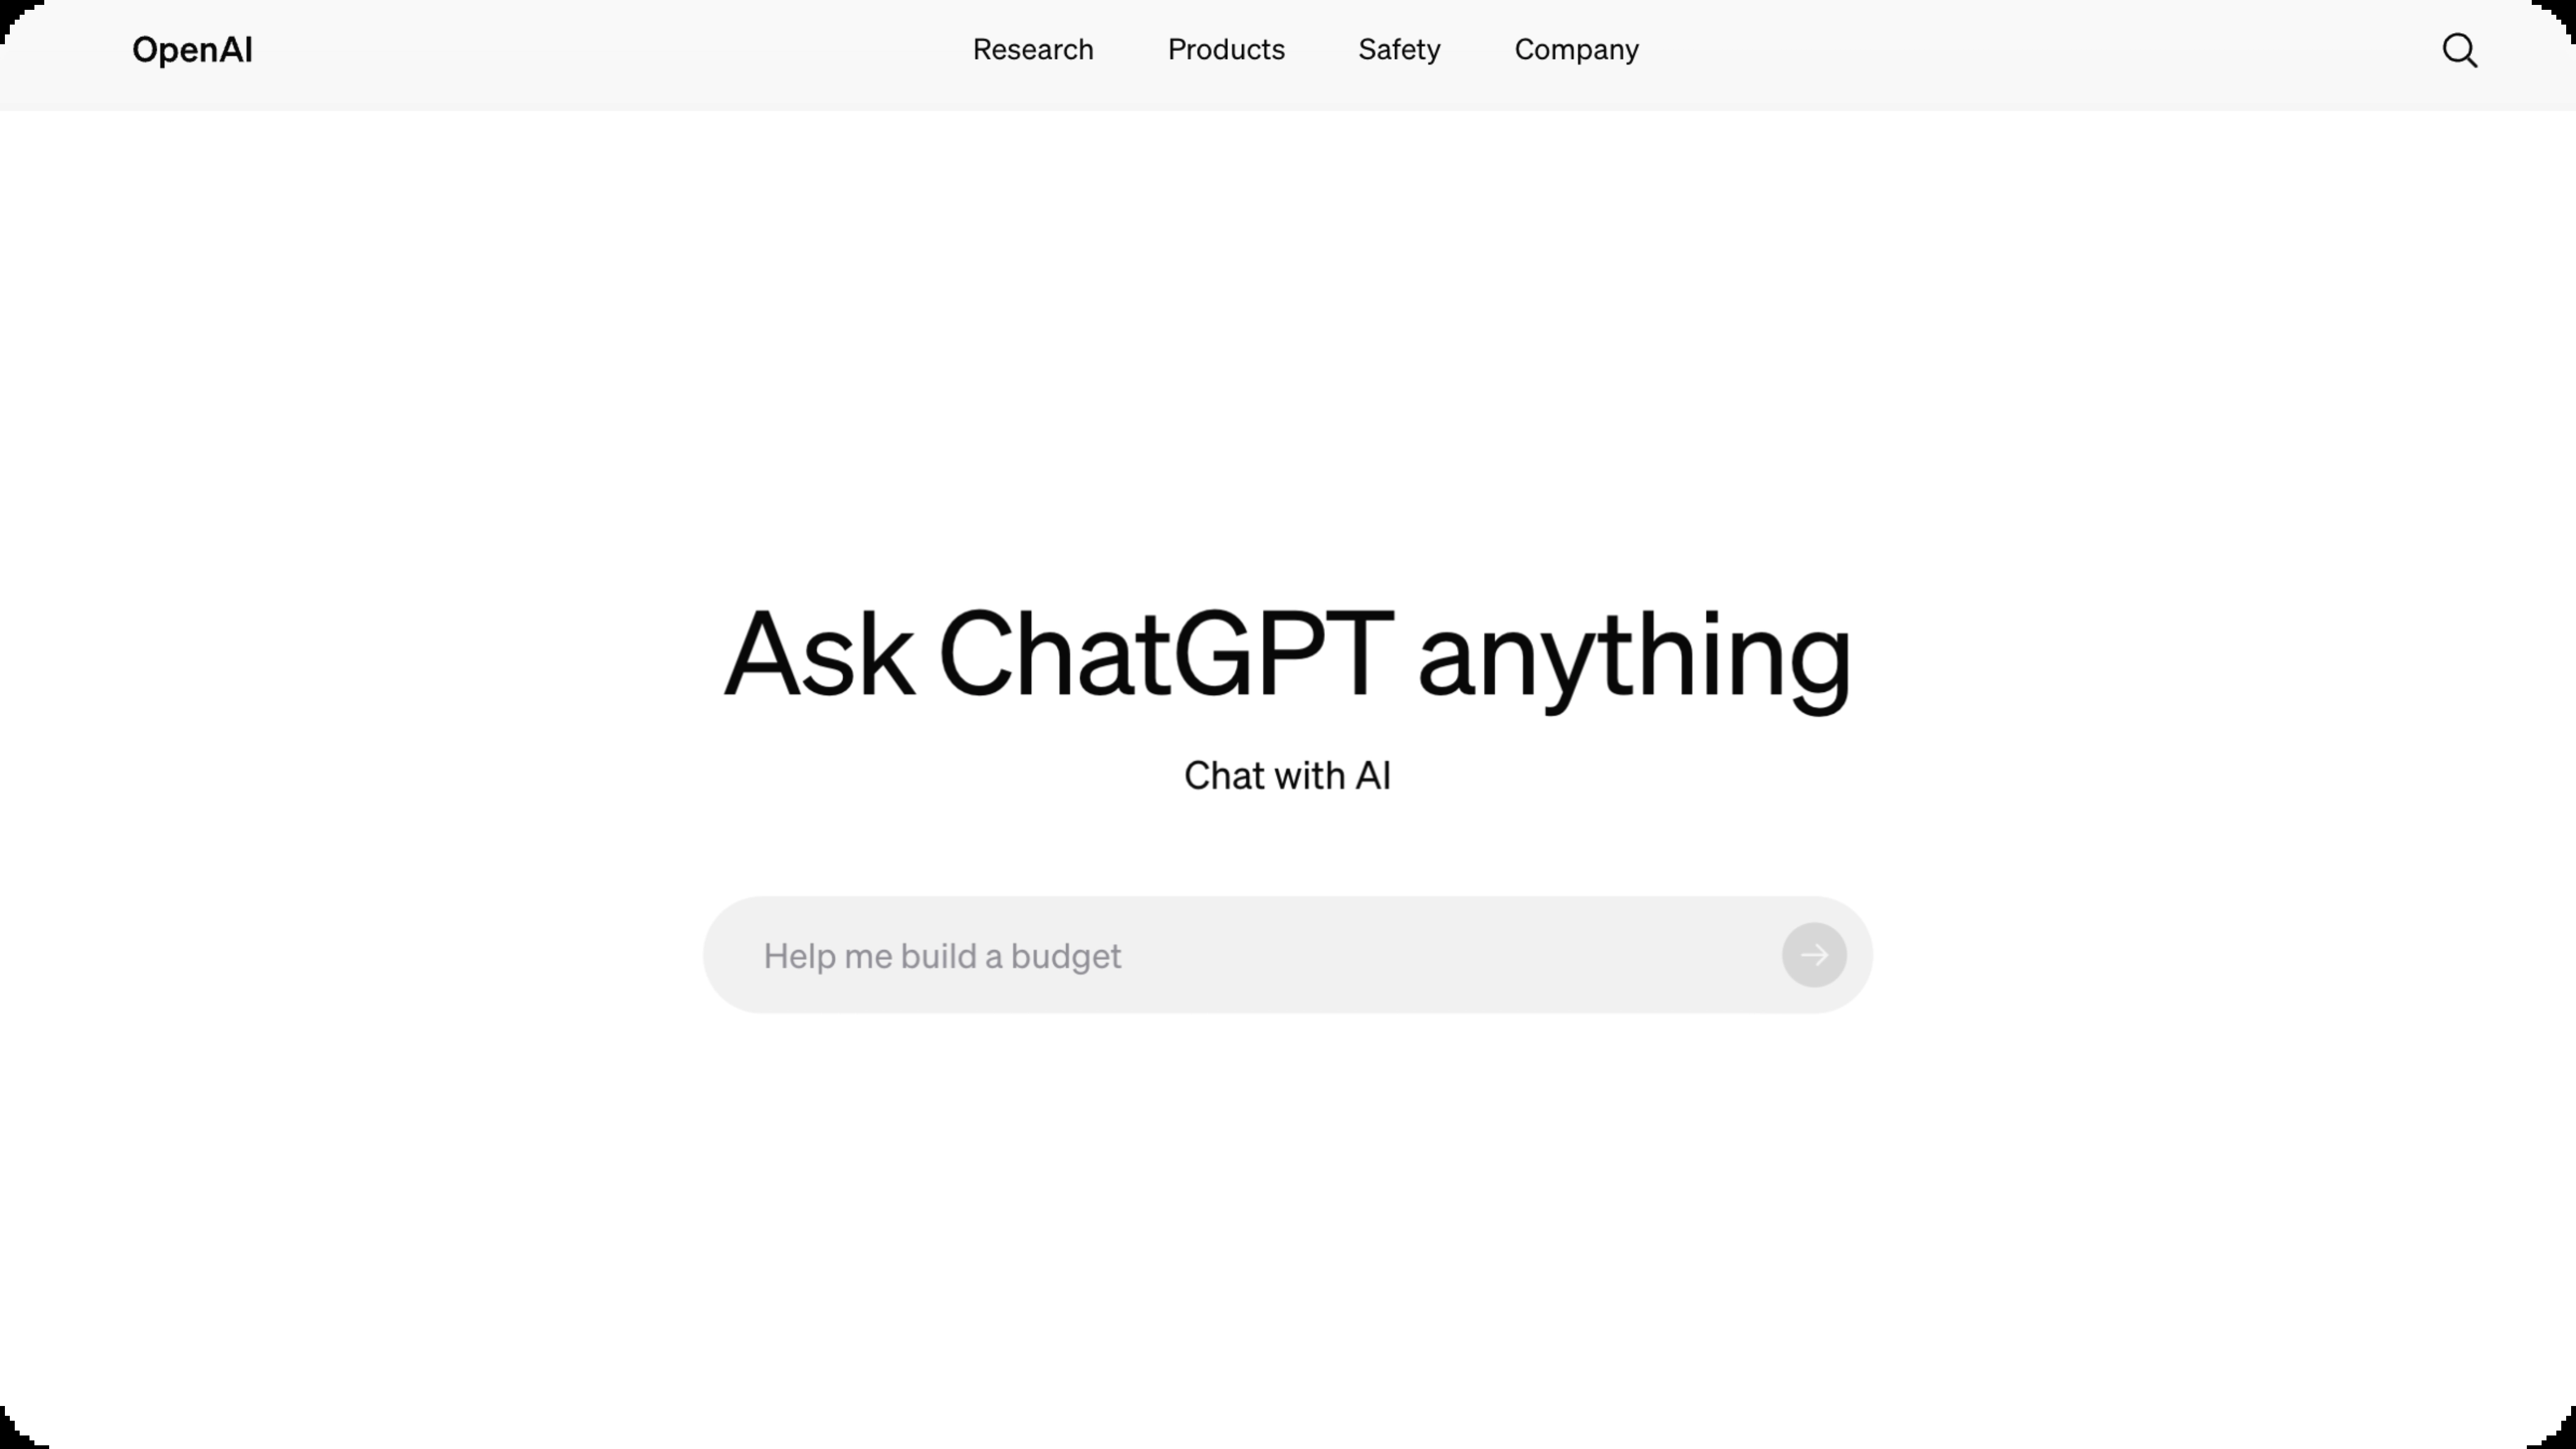 OpenAI
Research Products Safety Company
Ask ChatGPT anything
Chat with AI
Help me build a budget